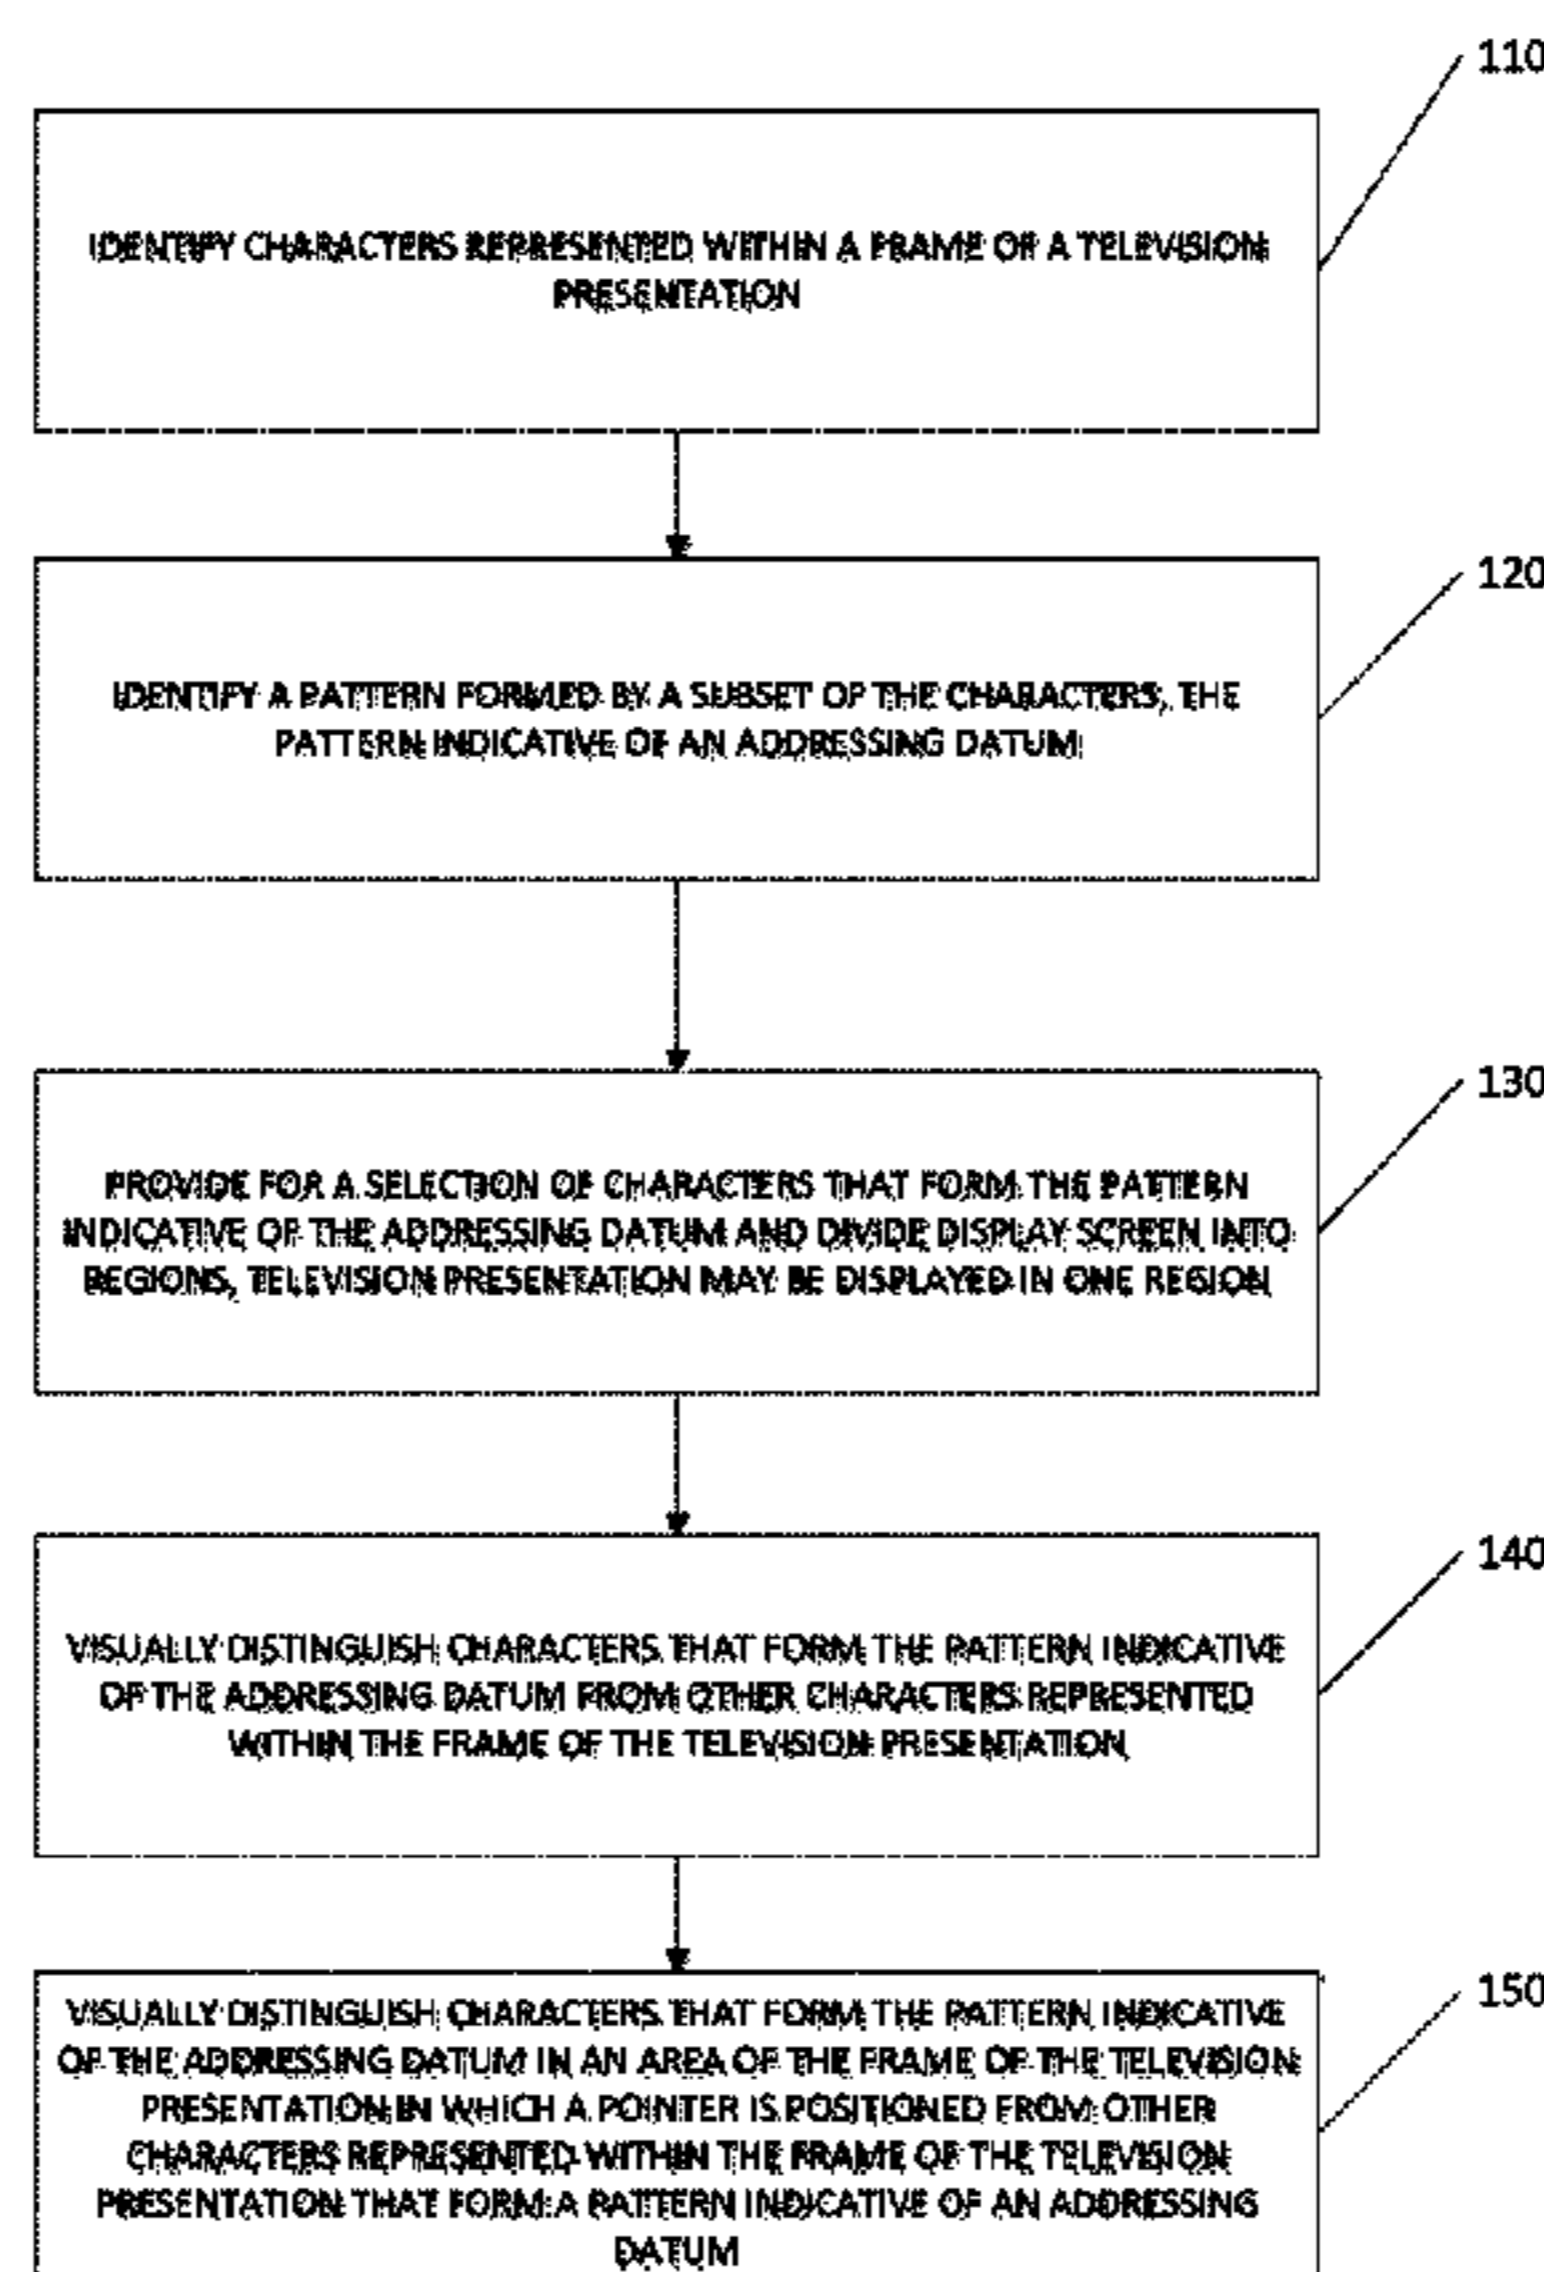 110
IDENTIFY CHARACTERS REPRESENTED WITHIN A FRAME OF A TELEVISION
PRESENTATION
120
IDENTIFY A PATTERN FORMED BY A SUBSET OF THE CHARACTERS, THE
PATTERN INDICATIVE OF AN ADDRESSING DATUM
130
PROVIDE FOR A SELECTION OF CHARACTERS THAT FORM THE PATTERN
INDICATIVE OF THE ADDRESSING DATUM AND DIVIDE DISPLAY SCREEN INTO
REGIONS, TELEVISION PRESENTATION MAY BE DISPLAYED IN ONE REGION
140
VISUALLY DISTINGUISH CHARACTERS THAT FORM THE PATTERN INDICATIVE
OF THE ADDRESSING DATUM FROM OTHER CHARACTERS REPRESENTED
WITHIN THE FRAME OF THE TELEVISION PRESENTATION
150
VISUALLY DISTINGUISH CHARACTERS THAT FORM THE PATTERN INDICATIVE
OF THE ADDRESSING DATUM IN AN AREA OF THE FRAME OF THE TELEVISION
PRESENTATION IN WHICH A POINTER IS POSITIONED FROM OTHER
CHARACTERS REPRESENTED WITHIN THE FRAME OF THE TELEVISION
PRESENTATION THAT FORM A PATTERN INDICATIVE OF AN ADDRESSING
DATUM